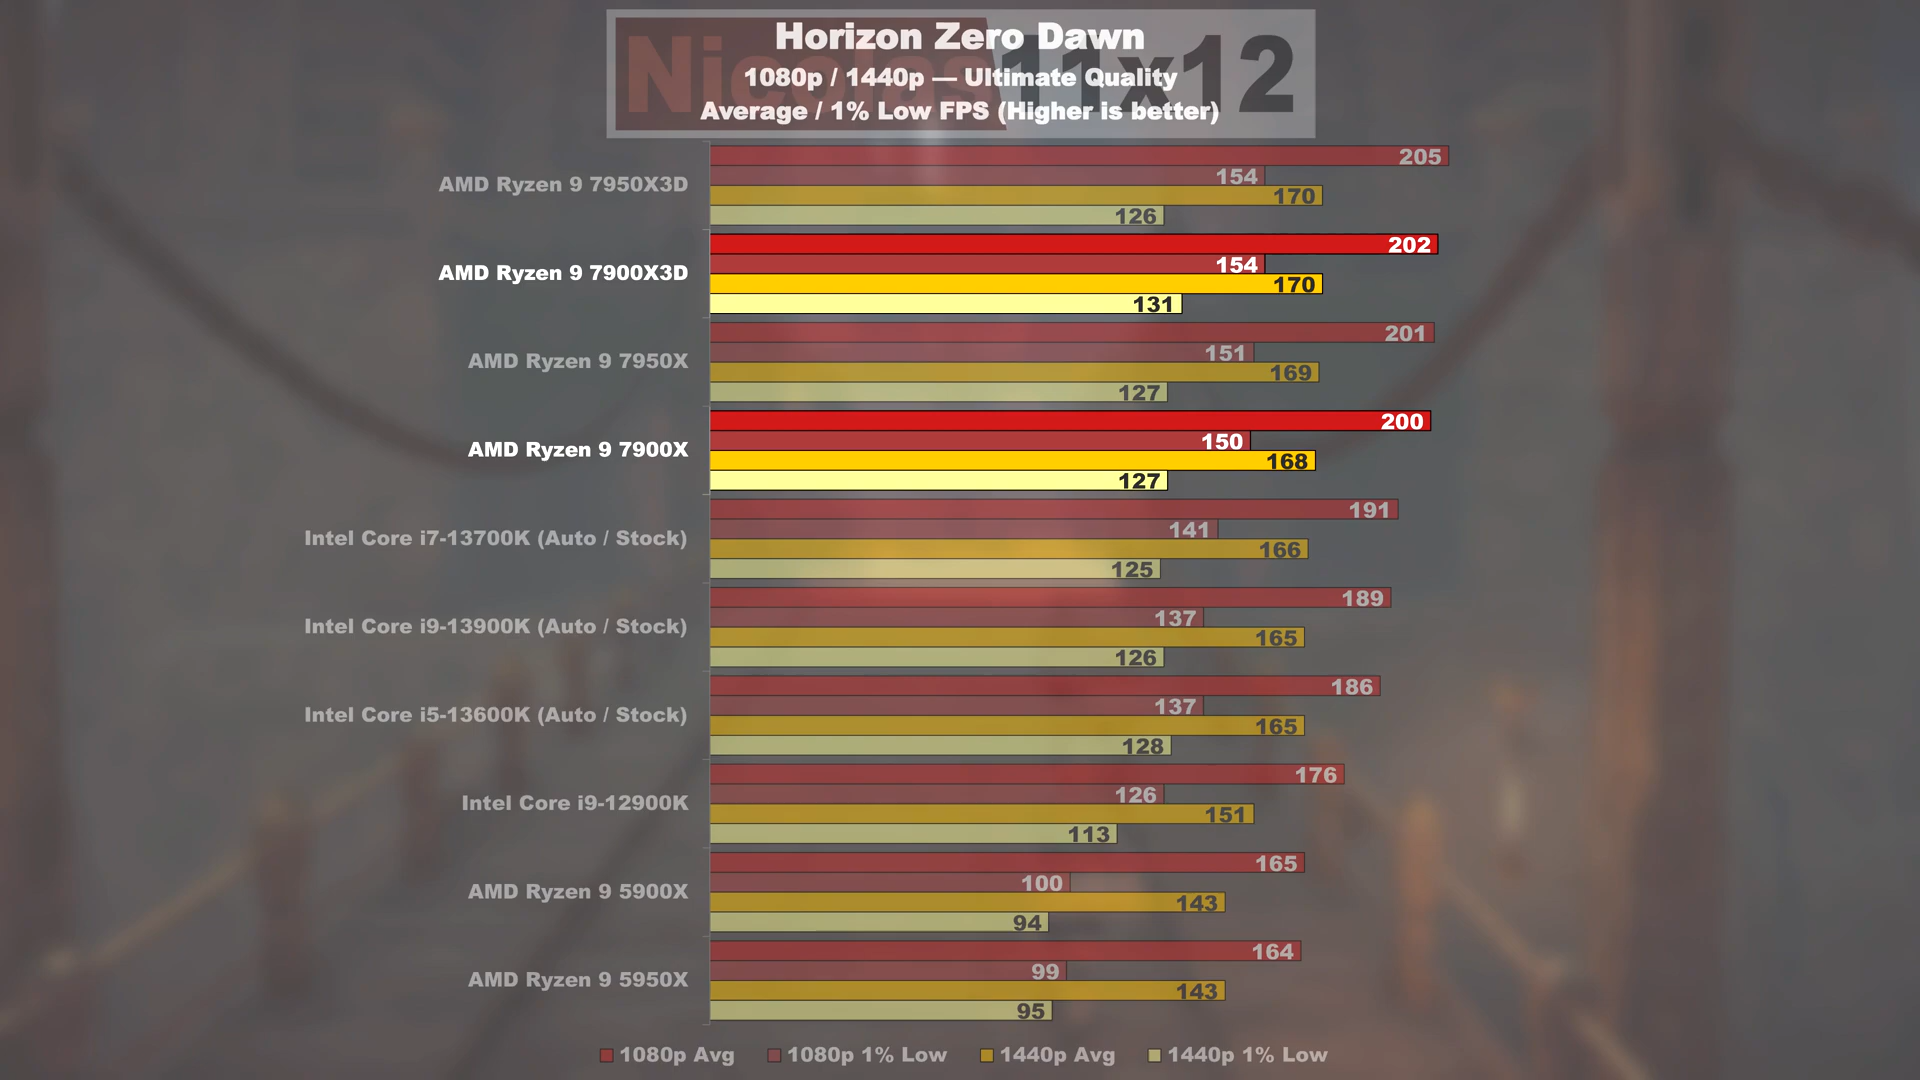 Nicolas11x12
Horizon Zero Dawn
1080p / 1440p — Ultimate Quality
Average / 1% Low FPS (Higher is better)
AMD Ryzen 9 7950X3D
205
154
170
126
AMD Ryzen 9 7900X3D
202
154
170
131
AMD Ryzen 9 7950X
201
151
169
127
AMD Ryzen 9 7900X
200
150
168
127
Intel Core i7-13700K (Auto / Stock)
191
141
166
125
Intel Core i9-13900K (Auto / Stock)
189
137
165
126
Intel Core i5-13600K (Auto / Stock)
186
137
165
128
Intel Core i9-12900K
176
126
151
113
AMD Ryzen 9 5900X
165
100
143
94
AMD Ryzen 9 5950X
164
99
143
95
1080p Avg 1080p 1% Low 1440p Avg 1440p 1% Low